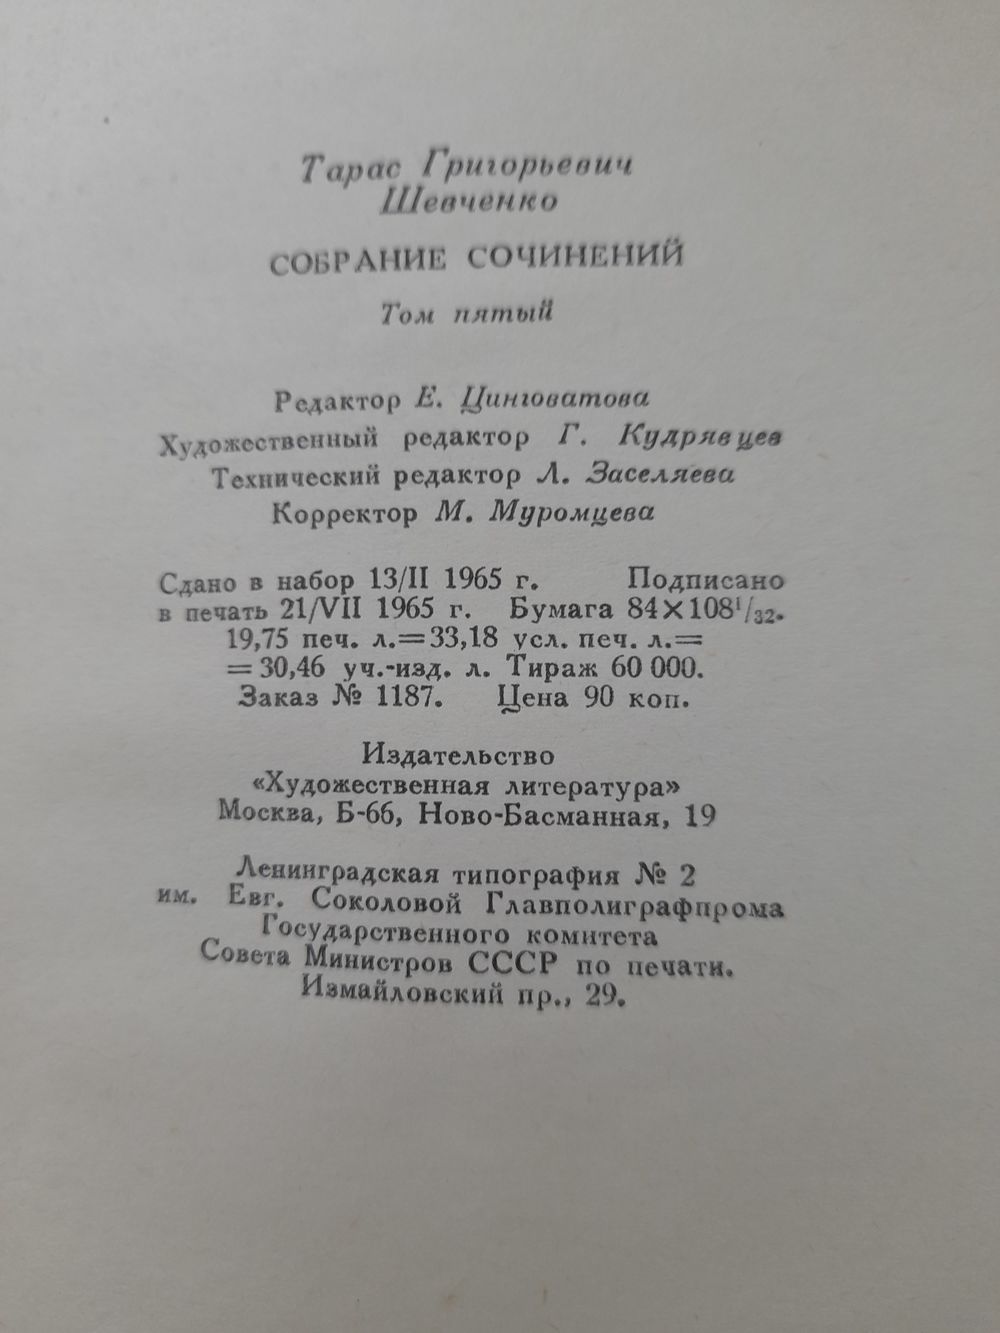 Тарас Григорьевич
Шевченко
СОБРАНИЕ СОЧИНЕНИЙ
Том пятый
Редактор Е. Цинговатова
Художественный редактор Г. Кудрявцев
Технический редактор Л. Заселяева
Корректор М. Муромцева
Сдано в набор 13/II 1965 г. Подписано
в печать 21/VII 1965 г. Бумага 84×108¹/₃₂.
19,75 печ. л.=33,18 усл. печ. л.=
=30,46 уч.-изд. л. Тираж 60 000.
Заказ № 1187. Цена 90 коп.
Издательство
«Художественная литература»
Москва, Б-66, Ново-Басманная, 19
Ленинградская типография № 2
им. Евг. Соколовой Главполиграфпрома
Государственного комитета
Совета Министров СССР по печати.
Измайловский пр., 29.